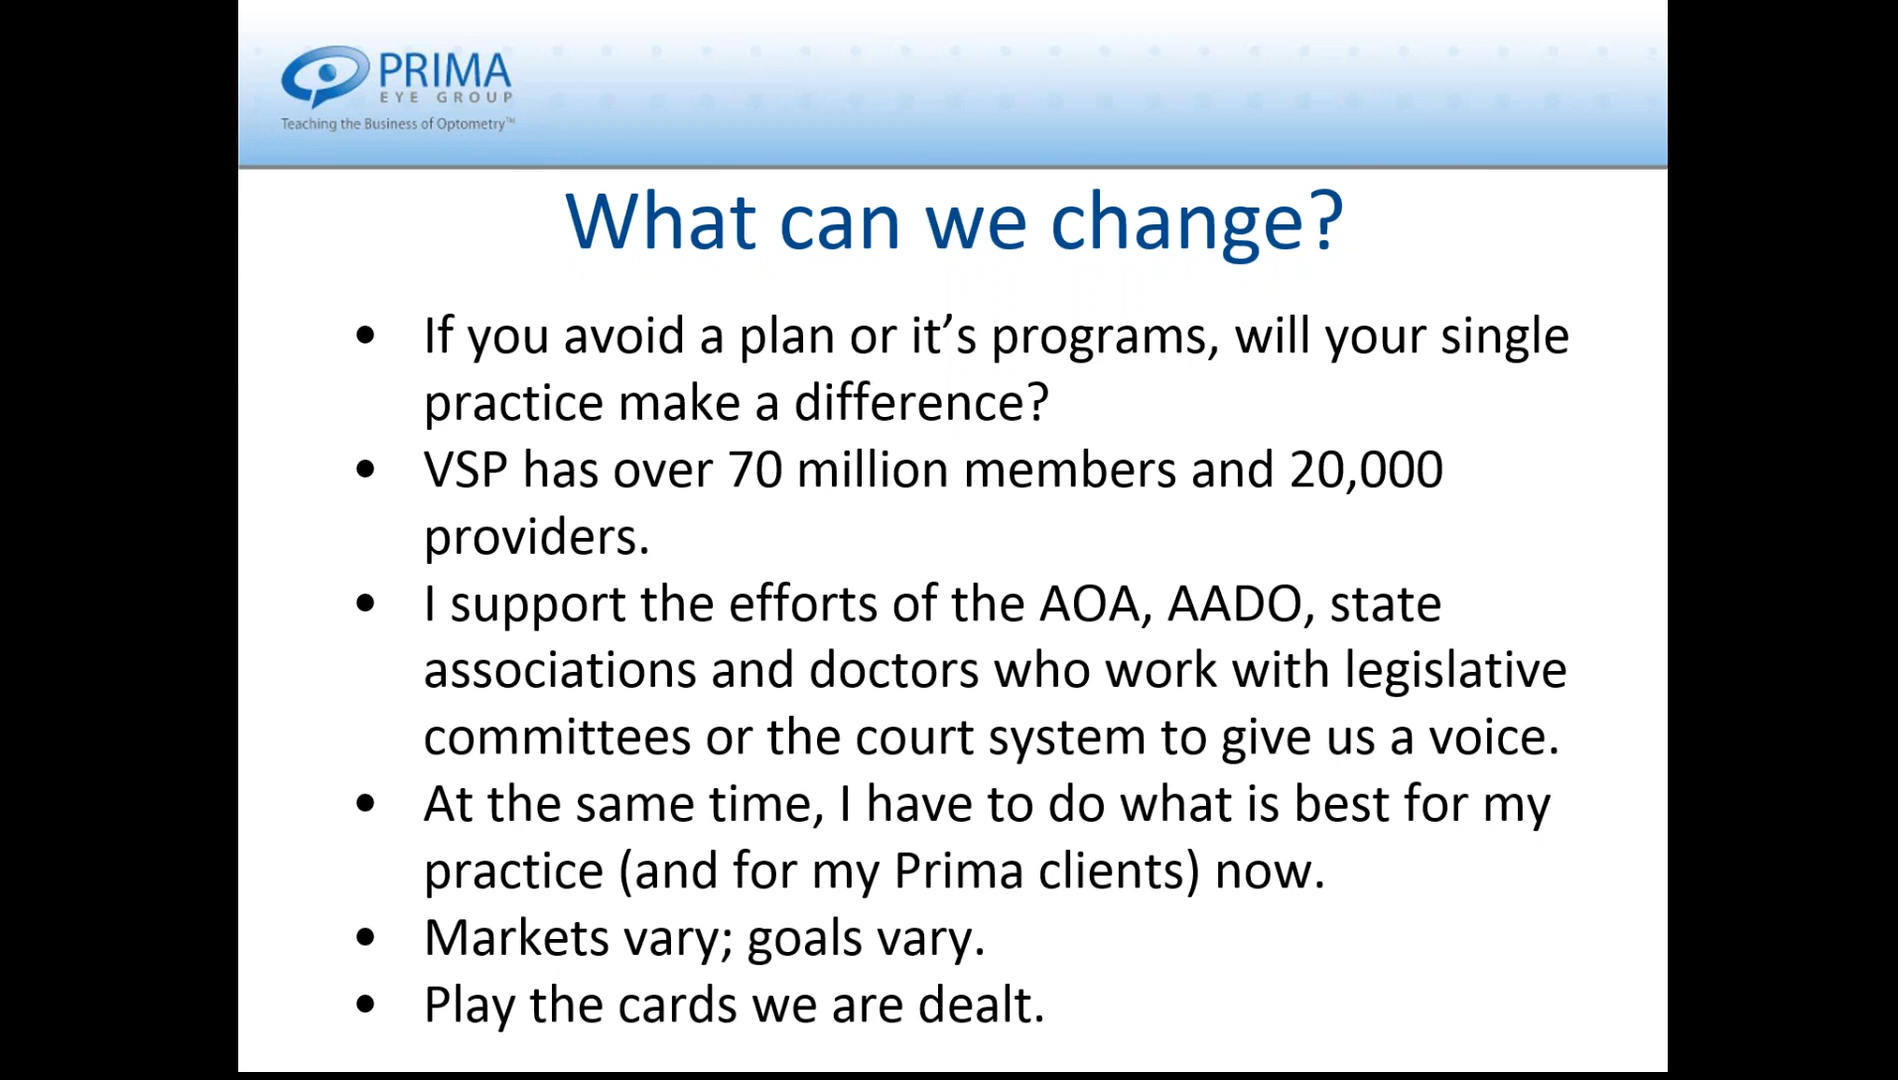 PRIMA
EYE GROUP
Teaching the Business of Optometry™
What can we change?
• If you avoid a plan or it’s programs, will your single
practice make a difference?
• VSP has over 70 million members and 20,000
providers.
• I support the efforts of the AOA, AADO, state
associations and doctors who work with legislative
committees or the court system to give us a voice.
• At the same time, I have to do what is best for my
practice (and for my Prima clients) now.
• Markets vary; goals vary.
• Play the cards we are dealt.